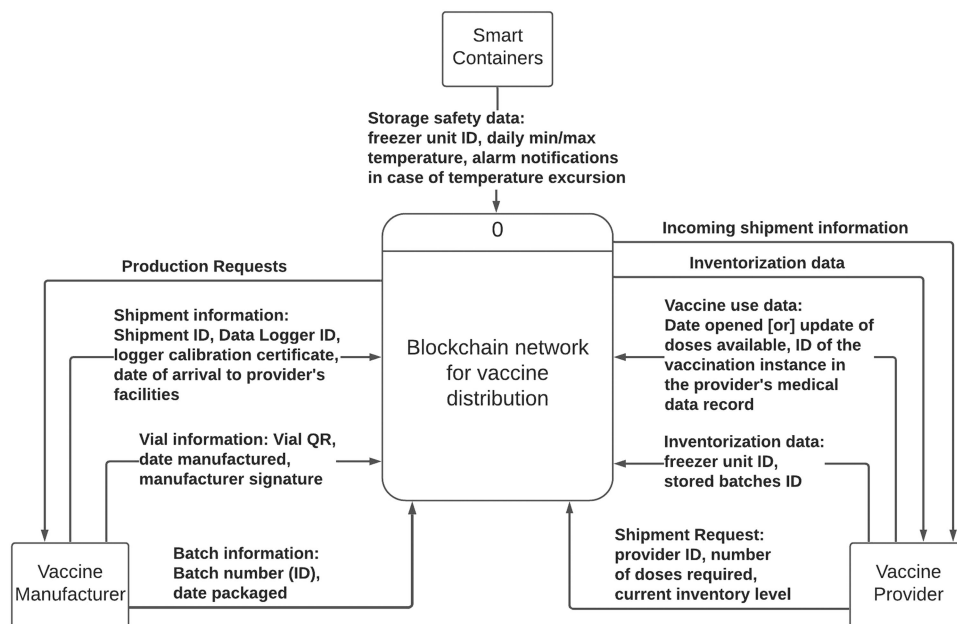 Smart
Containers
Storage safety data:
freezer unit ID, daily min/max
temperature, alarm notifications
in case of temperature excursion
0
Incoming shipment information
Production Requests
Inventorization data
Shipment information:
Shipment ID, Data Logger ID,
logger calibration certificate,
date of arrival to provider's
facilities
Blockchain network
for vaccine
distribution
Vaccine use data:
Date opened [or] update of
doses available, ID of the
vaccination instance in
the provider's medical
data record
Vial information: Vial QR,
date manufactured,
manufacturer signature
Inventorization data:
freezer unit ID,
stored batches ID
Batch information:
Batch number (ID),
date packaged
Shipment Request:
provider ID, number
of doses required,
current inventory level
Vaccine
Manufacturer
Vaccine
Provider